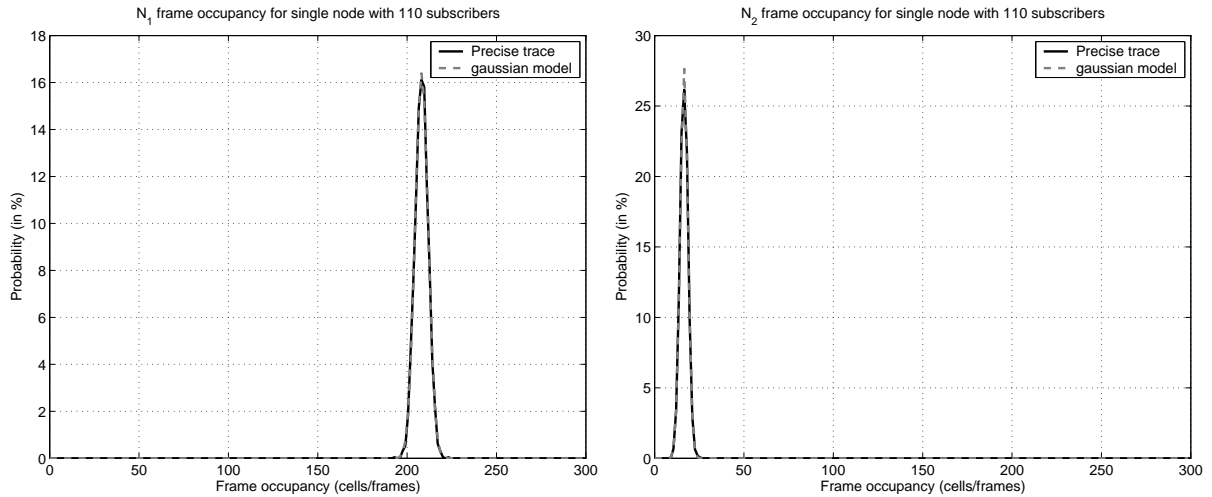 N1 frame occupancy for single node with 110 subscribers
18
16
14
12
10
8
6
4
2
0
Probability (in %)
Precise trace
gaussian model
0 50 100 150 200 250 300
Frame occupancy (cells/frames)
N2 frame occupancy for single node with 110 subscribers
30
25
20
15
10
5
0
Probability (in %)
Precise trace
gaussian model
0 50 100 150 200 250 300
Frame occupancy (cells/frames)